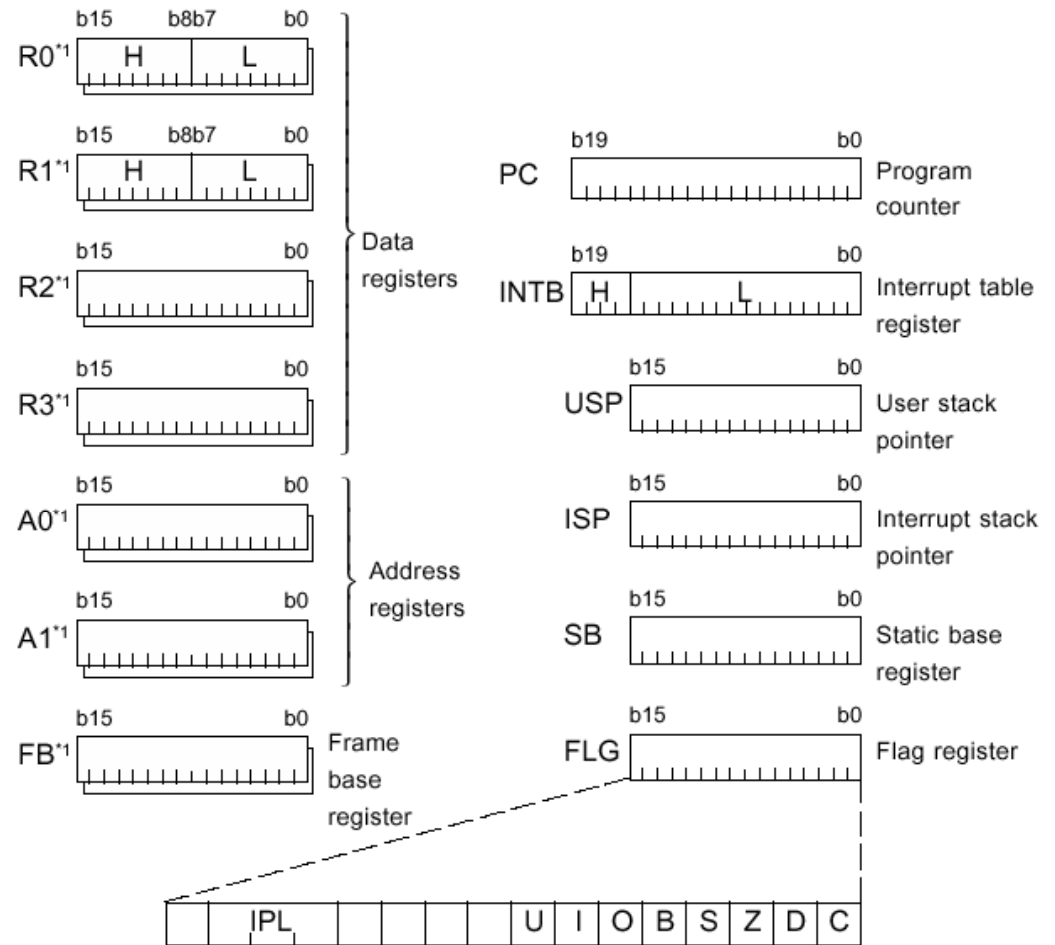 b15 b8b7 b0
R0*1 H L
b15 b8b7 b0
R1*1 H L
b15 b0
R2*1
b15 b0
R3*1
Data
registers
b15 b0
A0*1
b15 b0
A1*1
Address
registers
b15 b0
FB*1
Frame
base
register
b19 b0
PC
Program
counter
b19 b0
INTB H L
Interrupt table
register
b15 b0
USP
User stack
pointer
b15 b0
ISP
Interrupt stack
pointer
b15 b0
SB
Static base
register
b15 b0
FLG
Flag register
IPL U I O B S Z D C